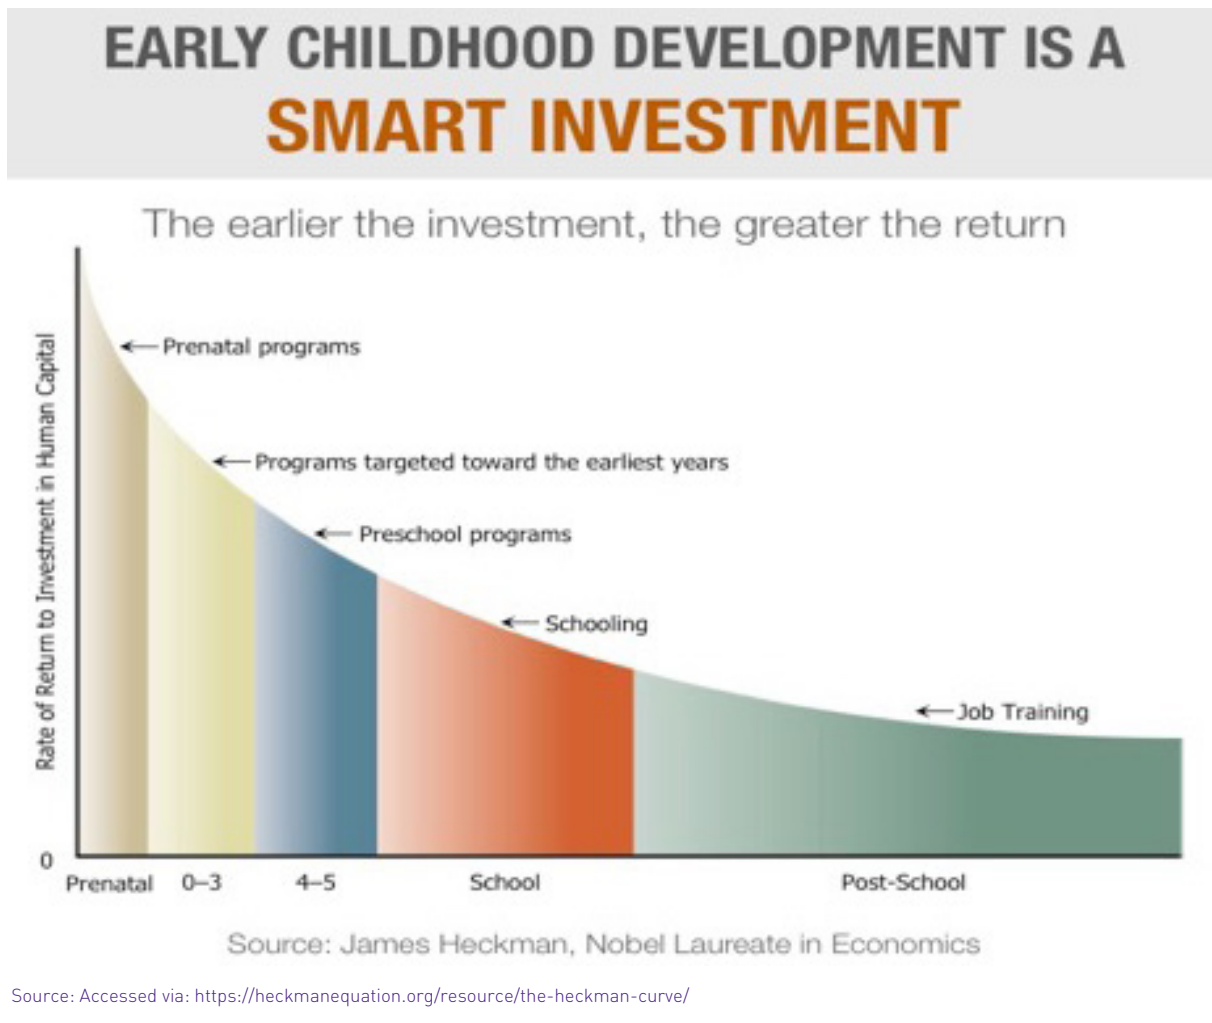 EARLY CHILDHOOD DEVELOPMENT IS A
SMART INVESTMENT
The earlier the investment, the greater the return
Rate of Return to Investment in Human Capital
Prenatal programs
Programs targeted toward the earliest years
Preschool programs
Schooling
Job Training
0
Prenatal 0–3 4–5 School Post-School
Source: James Heckman, Nobel Laureate in Economics
Source: Accessed via: https://heckmanequation.org/resource/the-heckman-curve/